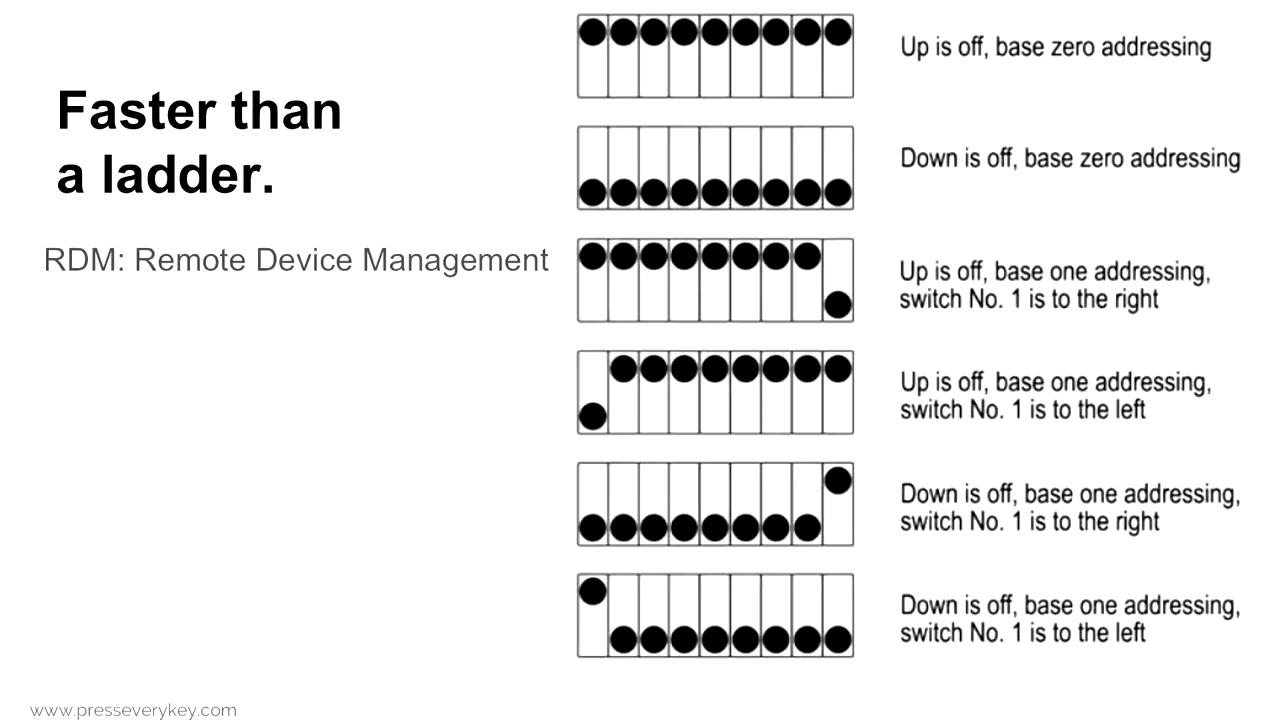 Faster than
a ladder.
RDM: Remote Device Management
Up is off, base zero addressing
Down is off, base zero addressing
Up is off, base one addressing,
switch No. 1 is to the right
Up is off, base one addressing,
switch No. 1 is to the left
Down is off, base one addressing,
switch No. 1 is to the right
Down is off, base one addressing,
switch No. 1 is to the left
www.presseverykey.com